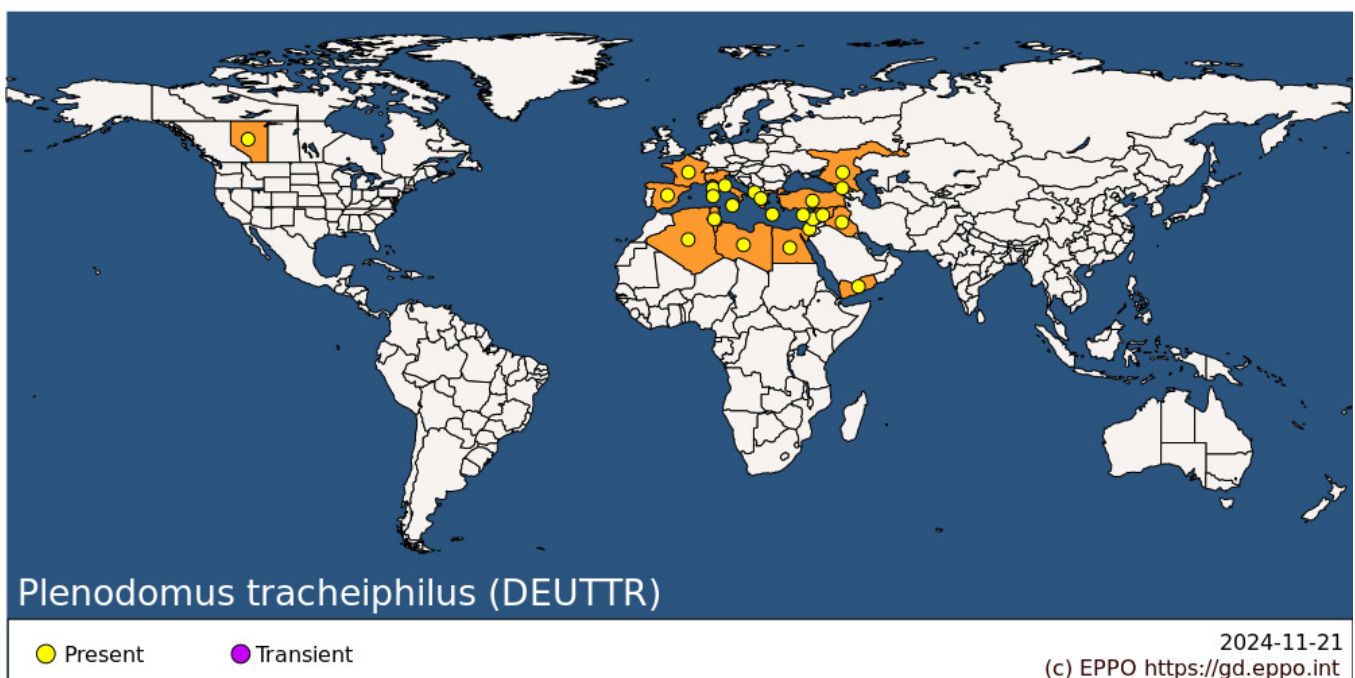 Plenodomus tracheiphilus (DEUTTR)
Present
Transient
2024-11-21
(c) EPPO https://gd.eppo.int